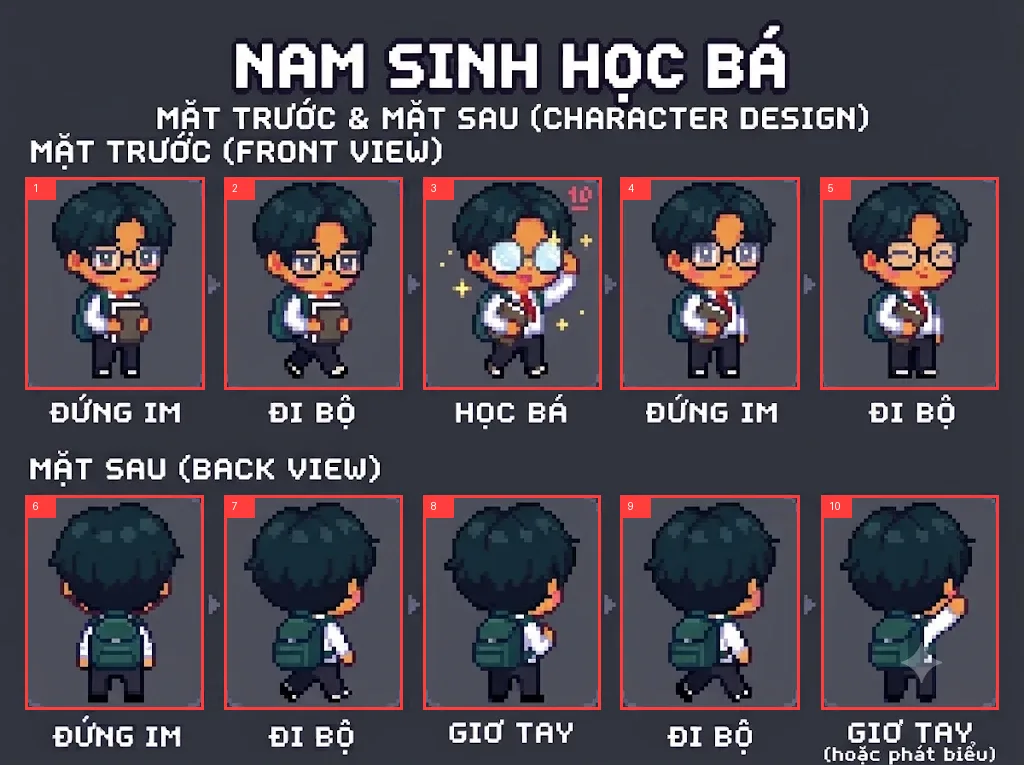 NAM SINH HỌC BÁ
MẶT TRƯỚC & MẶT SAU (CHARACTER DESIGN)
MẶT TRƯỚC (FRONT VIEW)
1 2 3 4 5
10
ĐỨNG IM ĐI BỘ HỌC BÁ ĐỨNG IM ĐI BỘ
MẶT SAU (BACK VIEW)
6 7 8 9 10
ĐỨNG IM ĐI BỘ GIƠ TAY ĐI BỘ GIƠ TAY
(hoặc phát biểu)